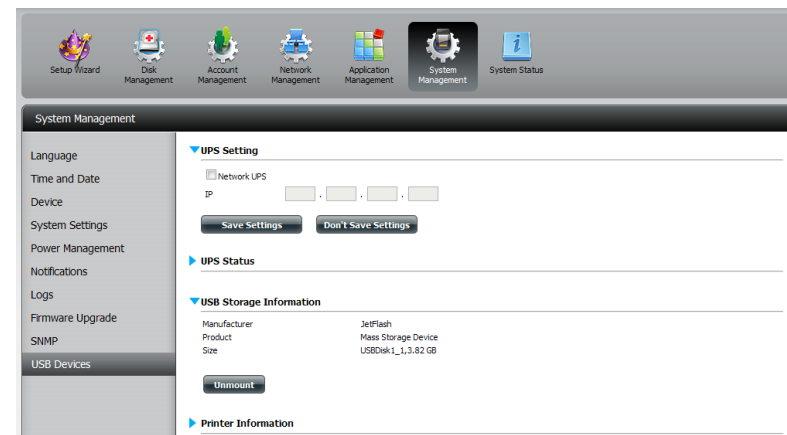 Setup Wizard
Disk Management
Account Management
Network Management
Application Management
System Management
System Status
System Management
Language
Time and Date
Device
System Settings
Power Management
Notifications
Logs
Firmware Upgrade
SNMP
USB Devices
UPS Setting
Network UPS
IP . . .
Save Settings Don't Save Settings
UPS Status
USB Storage Information
Manufacturer JetFlash
Product Mass Storage Device
Size USBDisk1_1,3.82 GB
Unmount
Printer Information